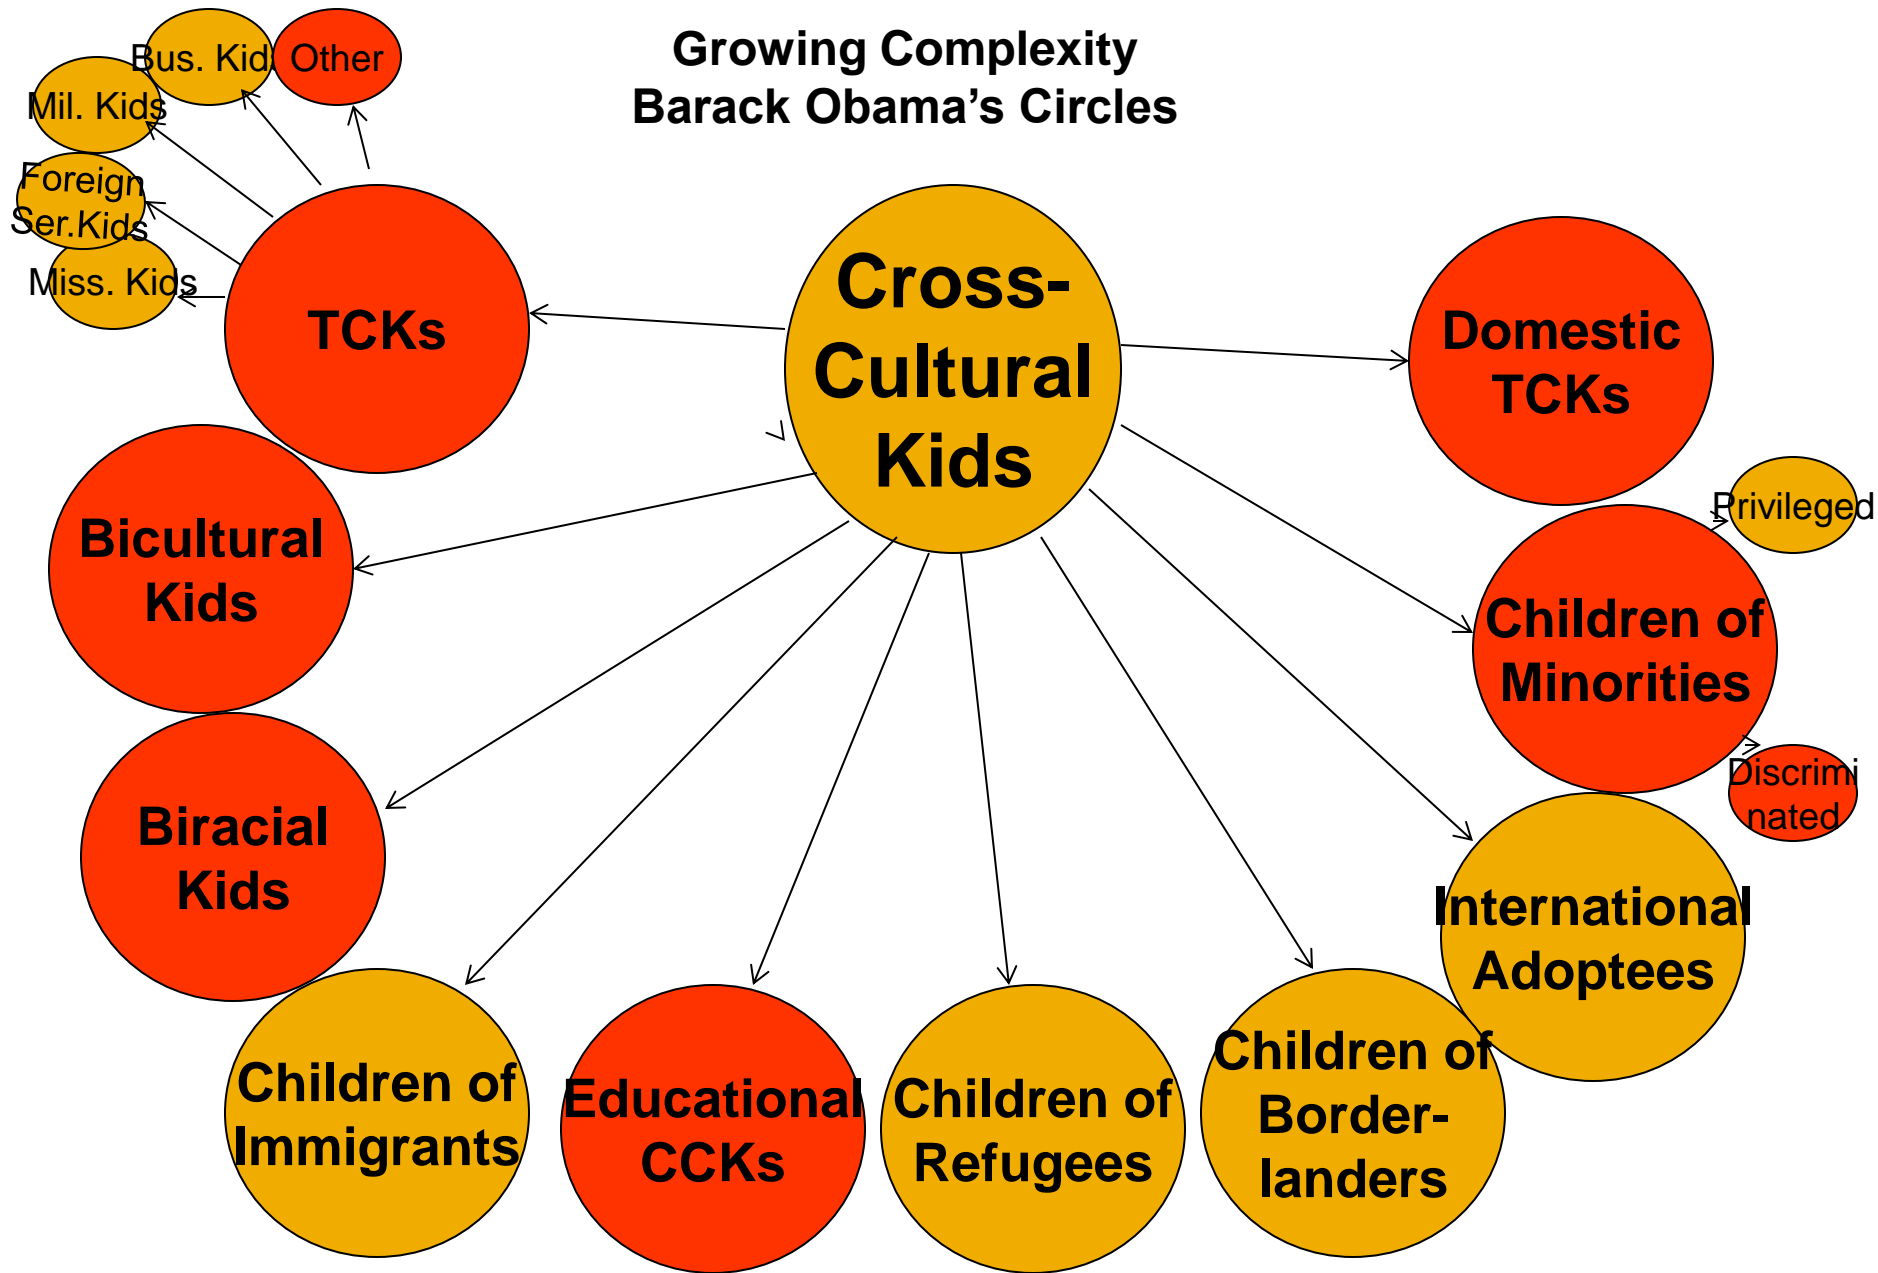 Growing Complexity
Barack Obama's Circles
Bus. Kid
Other
Mil. Kids
Foreign
Ser.Kids
Miss. Kids
TCKs
Cross-
Cultural
Kids
Domestic
TCKs
Privileged
Bicultural
Kids
Children of
Minorities
Discrimi
nated
Biracial
Kids
International
Adoptees
Children of
Immigrants
Educational
CCKs
Children of
Refugees
Children of
Border-
landers